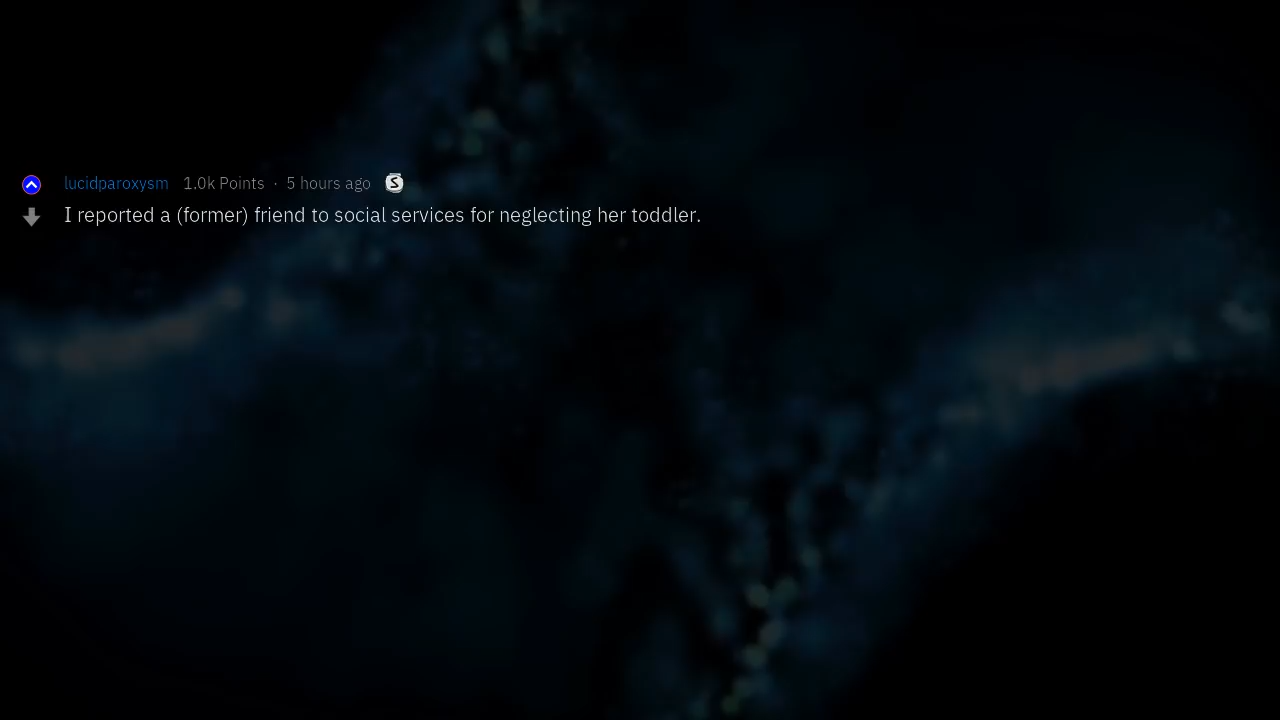 lucidparoxysm 1.0k Points · 5 hours ago S
I reported a (former) friend to social services for neglecting her toddler.